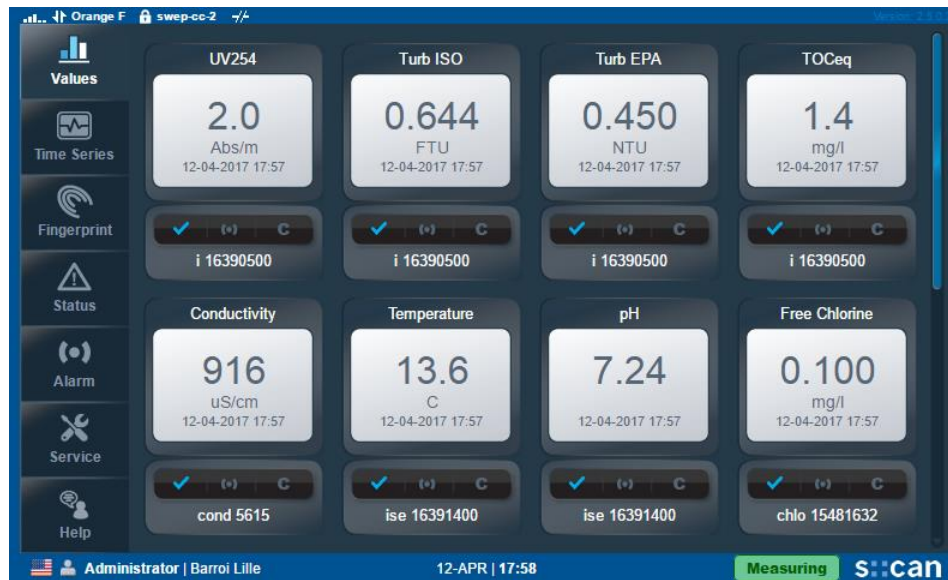 Orange F swep-cc-2 Version: 2.5.0
Values
Time Series
Fingerprint
Status
Alarm
Service
Help
UV254 Turb ISO Turb EPA TOCeq
2.0 0.644 0.450 1.4
Abs/m FTU NTU mg/l
12-04-2017 17:57 12-04-2017 17:57 12-04-2017 17:57 12-04-2017 17:57
C C C C
i 16390500 i 16390500 i 16390500 i 16390500
Conductivity Temperature pH Free Chlorine
916 13.6 7.24 0.100
uS/cm C mg/l
12-04-2017 17:57 12-04-2017 17:57 12-04-2017 17:57 12-04-2017 17:57
C C C C
cond 5615 ise 16391400 ise 16391400 chlo 15481632
Administrator | Barroi Lille 12-APR | 17:58 Measuring s::can